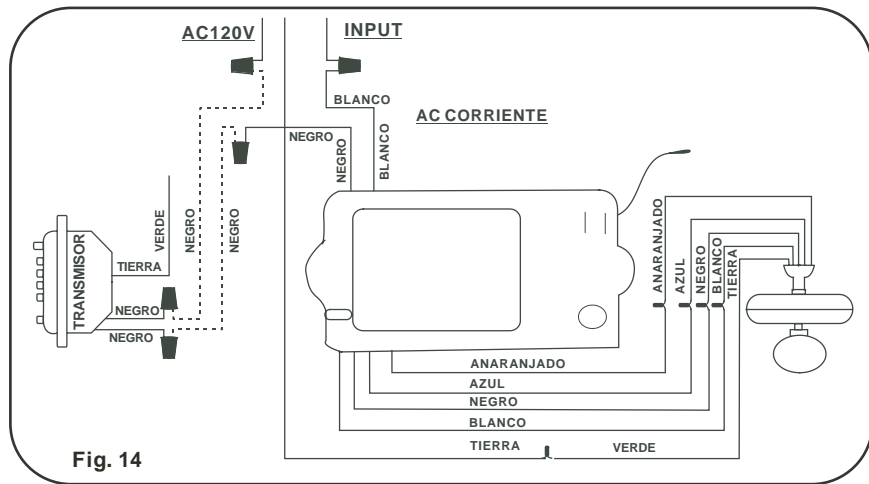 AC120V
INPUT
BLANCO
AC CORRIENTE
NEGRO
NEGRO
BLANCO
TRANSMISOR
VERDE
NEGRO
NEGRO
TIERRA
NEGRO
NEGRO
ANARANJADO
AZUL
NEGRO
BLANCO
TIERRA
ANARANJADO
AZUL
NEGRO
BLANCO
TIERRA
VERDE
Fig. 14